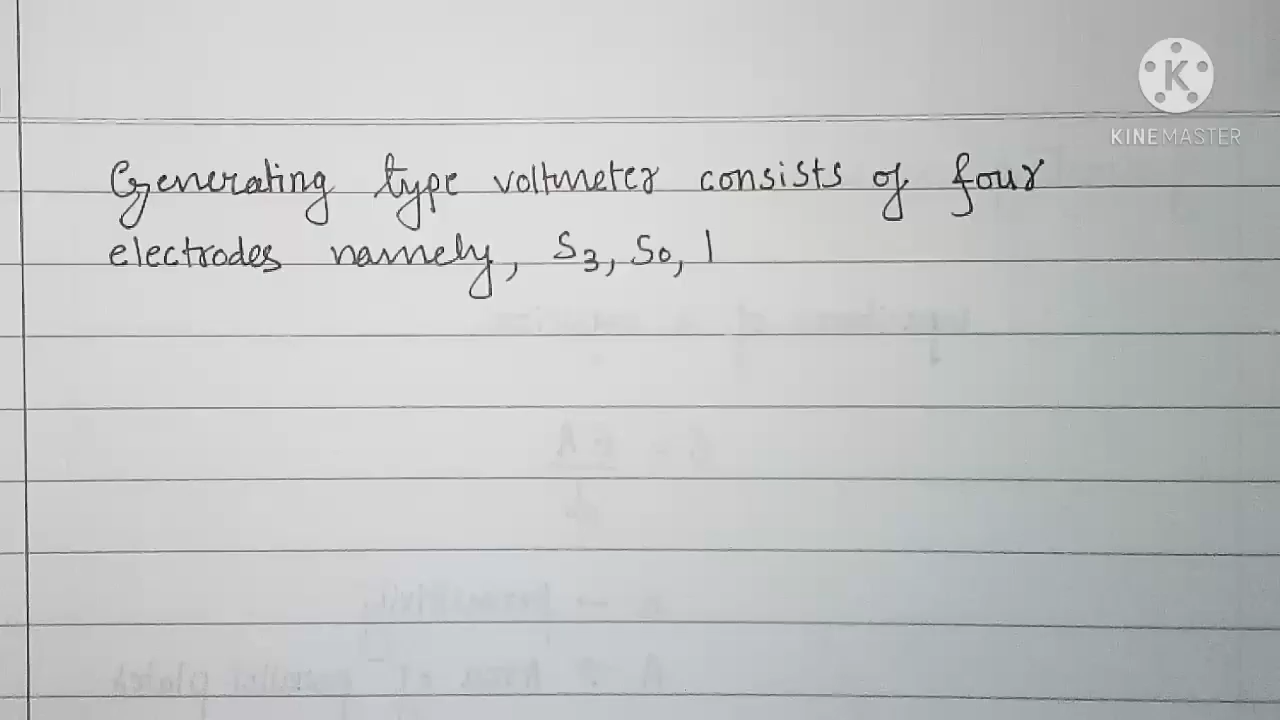 K
KINEMASTER
Generating type voltmeter consists of four
electrodes namely, S3, S0, |